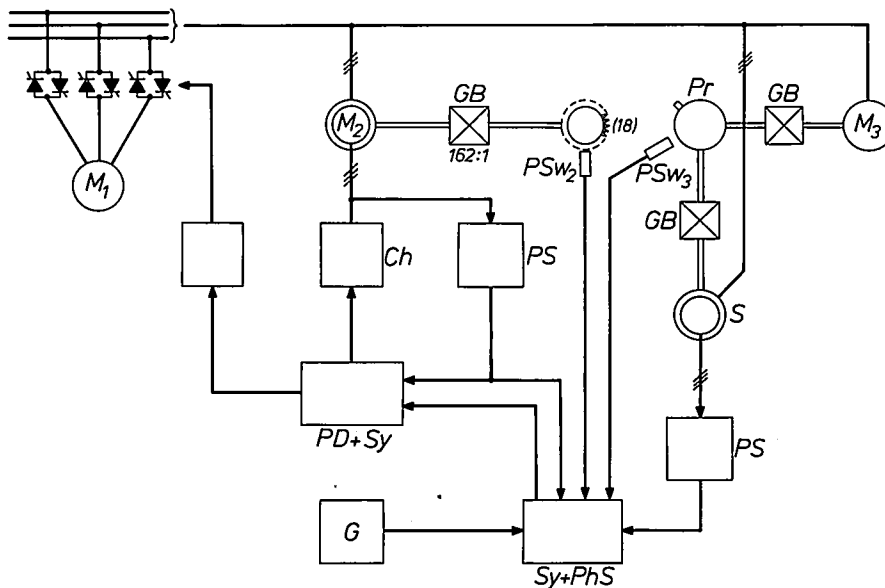 Pr
GB
GB
M2
(18)
M3
162:1
PSw2
PSw3
M1
GB
Ch
PS
S
PD+Sy
PS
G
Sy+PhS